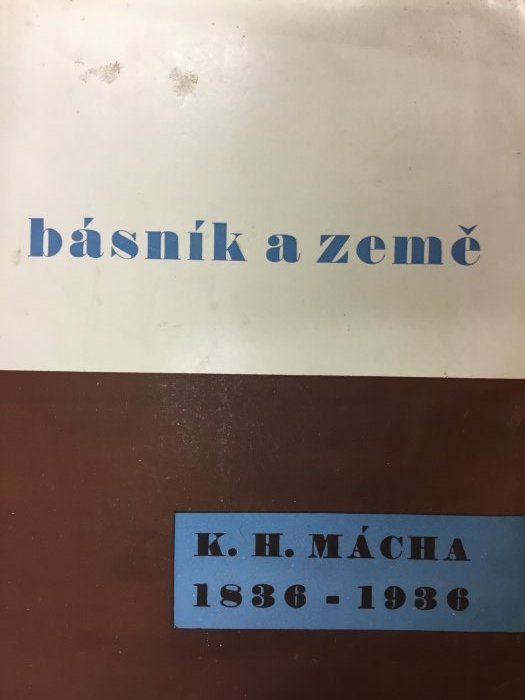 básník a země
K. H. MÁCHA
1836 - 1936